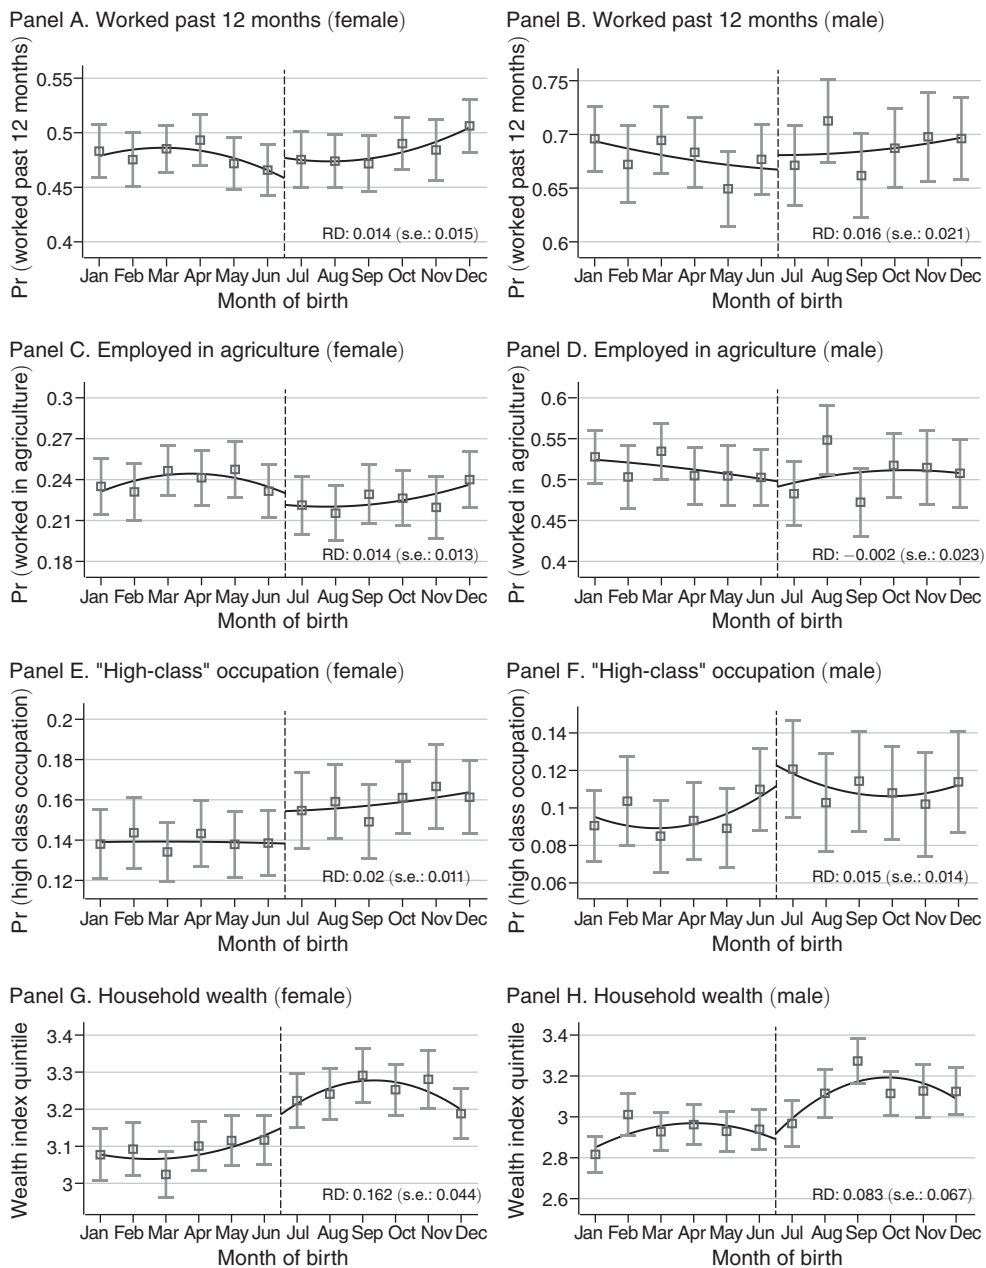 Panel A. Worked past 12 months (female)
Pr (worked past 12 months)
0.55
0.5
0.45
0.4
RD: 0.014 (s.e.: 0.015)
Jan Feb Mar Apr May Jun Jul Aug Sep Oct Nov Dec
Month of birth
Panel B. Worked past 12 months (male)
Pr (worked past 12 months)
0.75
0.7
0.65
0.6
RD: 0.016 (s.e.: 0.021)
Jan Feb Mar Apr May Jun Jul Aug Sep Oct Nov Dec
Month of birth
Panel C. Employed in agriculture (female)
Pr (worked in agriculture)
0.3
0.27
0.24
0.21
0.18
RD: 0.014 (s.e.: 0.013)
Jan Feb Mar Apr May Jun Jul Aug Sep Oct Nov Dec
Month of birth
Panel D. Employed in agriculture (male)
Pr (worked in agriculture)
0.6
0.55
0.5
0.45
0.4
RD: −0.002 (s.e.: 0.023)
Jan Feb Mar Apr May Jun Jul Aug Sep Oct Nov Dec
Month of birth
Panel E. "High-class" occupation (female)
Pr (high class occupation)
0.2
0.18
0.16
0.14
0.12
RD: 0.02 (s.e.: 0.011)
Jan Feb Mar Apr May Jun Jul Aug Sep Oct Nov Dec
Month of birth
Panel F. "High-class" occupation (male)
Pr (high class occupation)
0.14
0.12
0.1
0.08
0.06
RD: 0.015 (s.e.: 0.014)
Jan Feb Mar Apr May Jun Jul Aug Sep Oct Nov Dec
Month of birth
Panel G. Household wealth (female)
Wealth index quintile
3.4
3.3
3.2
3.1
3
RD: 0.162 (s.e.: 0.044)
Jan Feb Mar Apr May Jun Jul Aug Sep Oct Nov Dec
Month of birth
Panel H. Household wealth (male)
Wealth index quintile
3.4
3.2
3
2.8
2.6
RD: 0.083 (s.e.: 0.067)
Jan Feb Mar Apr May Jun Jul Aug Sep Oct Nov Dec
Month of birth